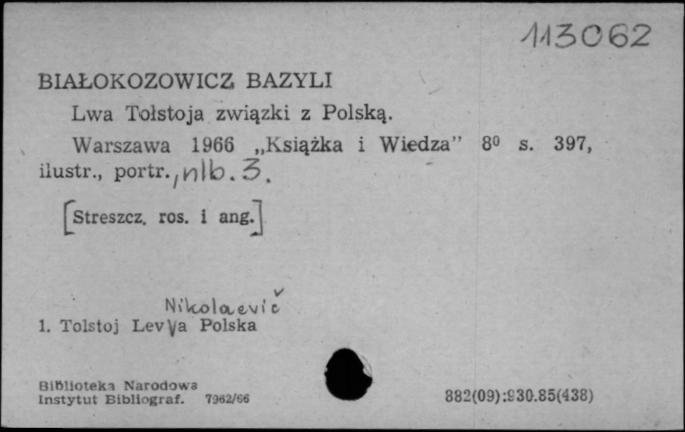 113062
BIAŁOKOZOWICZ BAZYLI
Lwa Tołstoja związki z Polską.
Warszawa 1966 „Książka i Wiedza” 8⁰ s. 397,
ilustr., portr., nlb. 3.
[Streszcz. ros. i ang.]
Nikolaevič
1. Tolstoj Lev a Polska
Biblioteka Narodowa
Instytut Bibliograf. 7962/66
882(09):930.85(438)